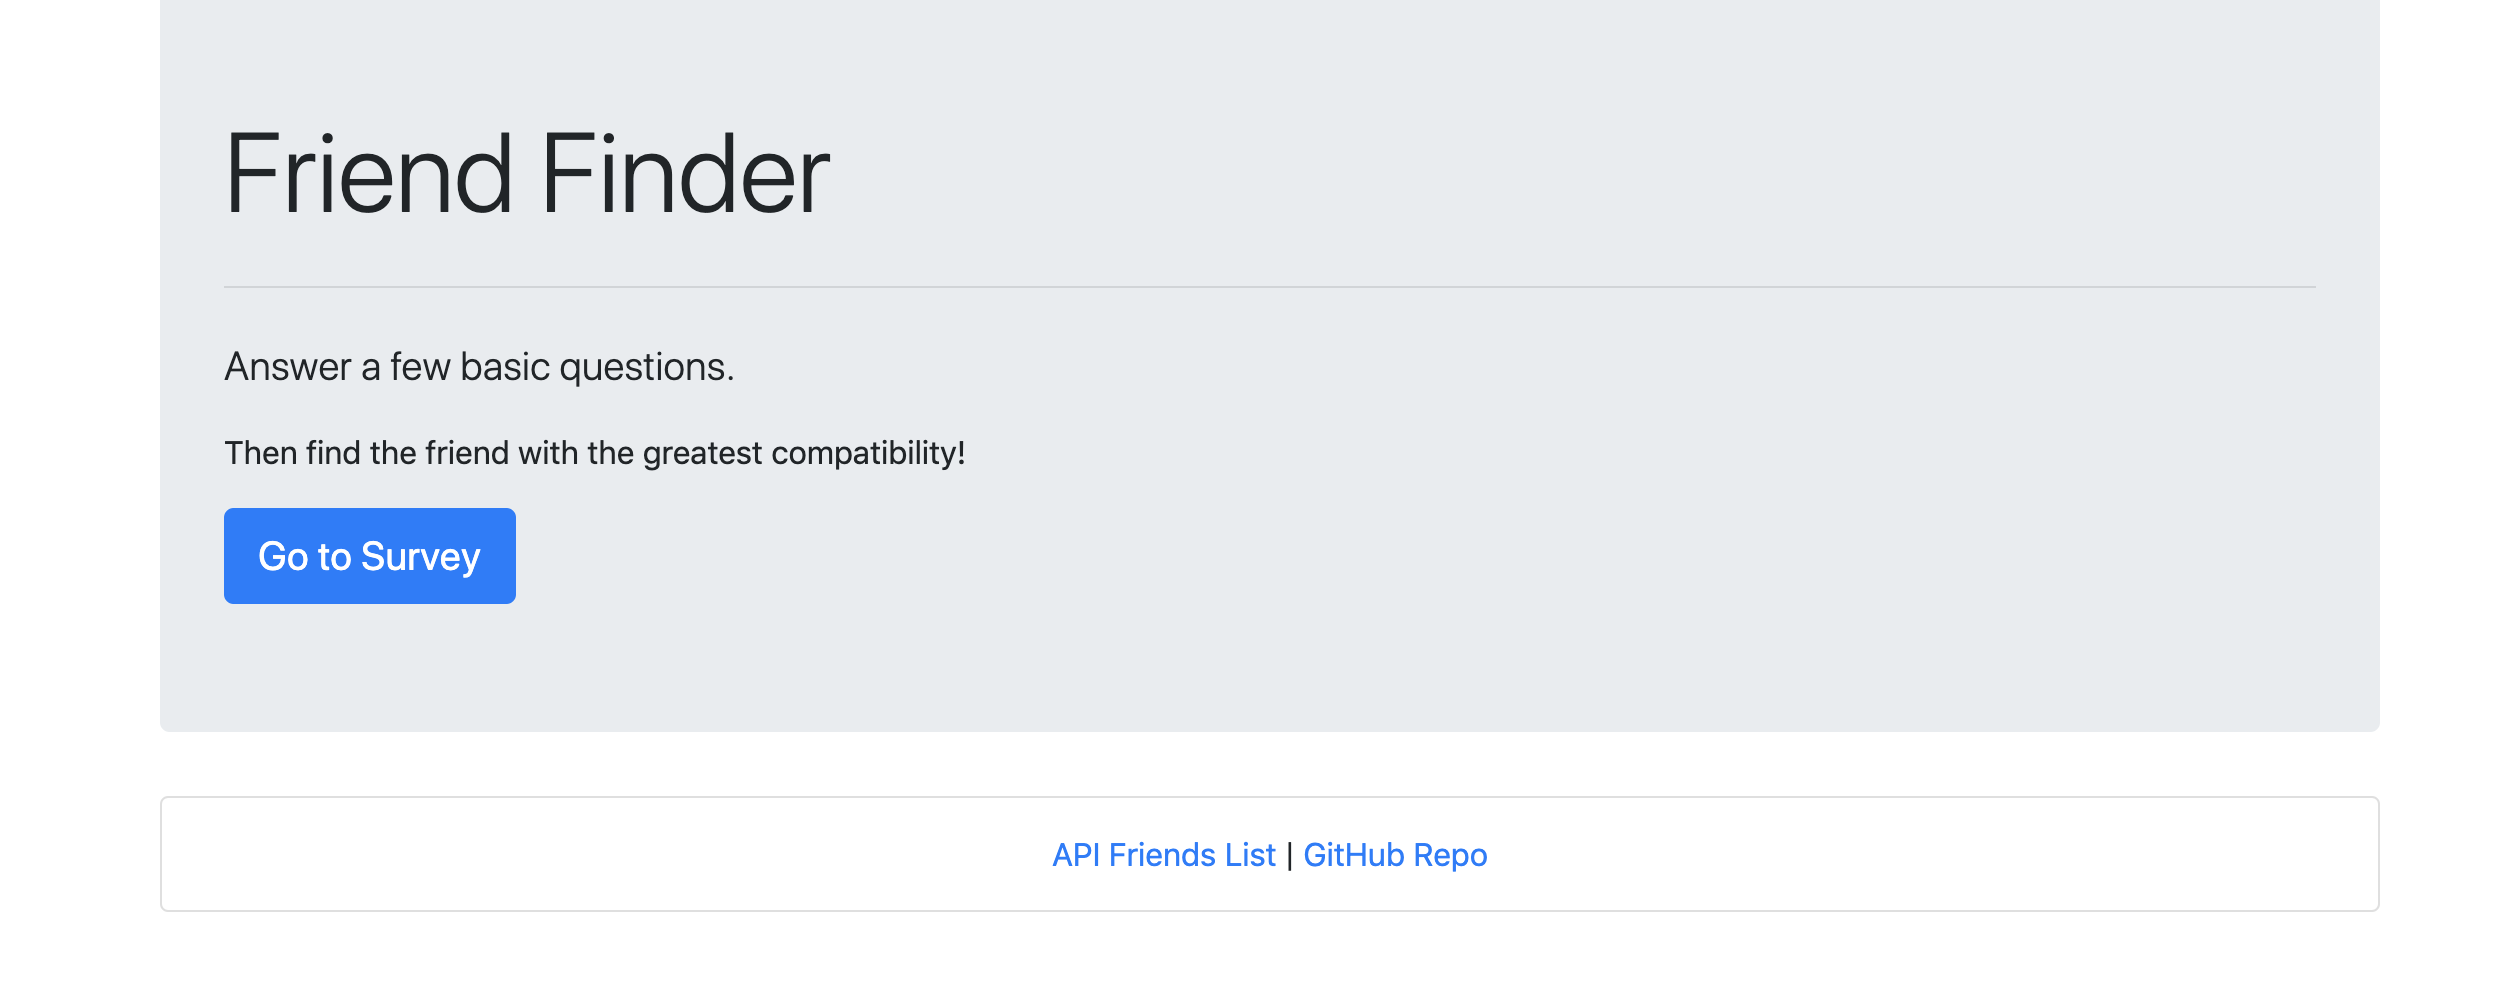 Friend Finder
Answer a few basic questions.
Then find the friend with the greatest compatibility!
Go to Survey
API Friends List | GitHub Repo